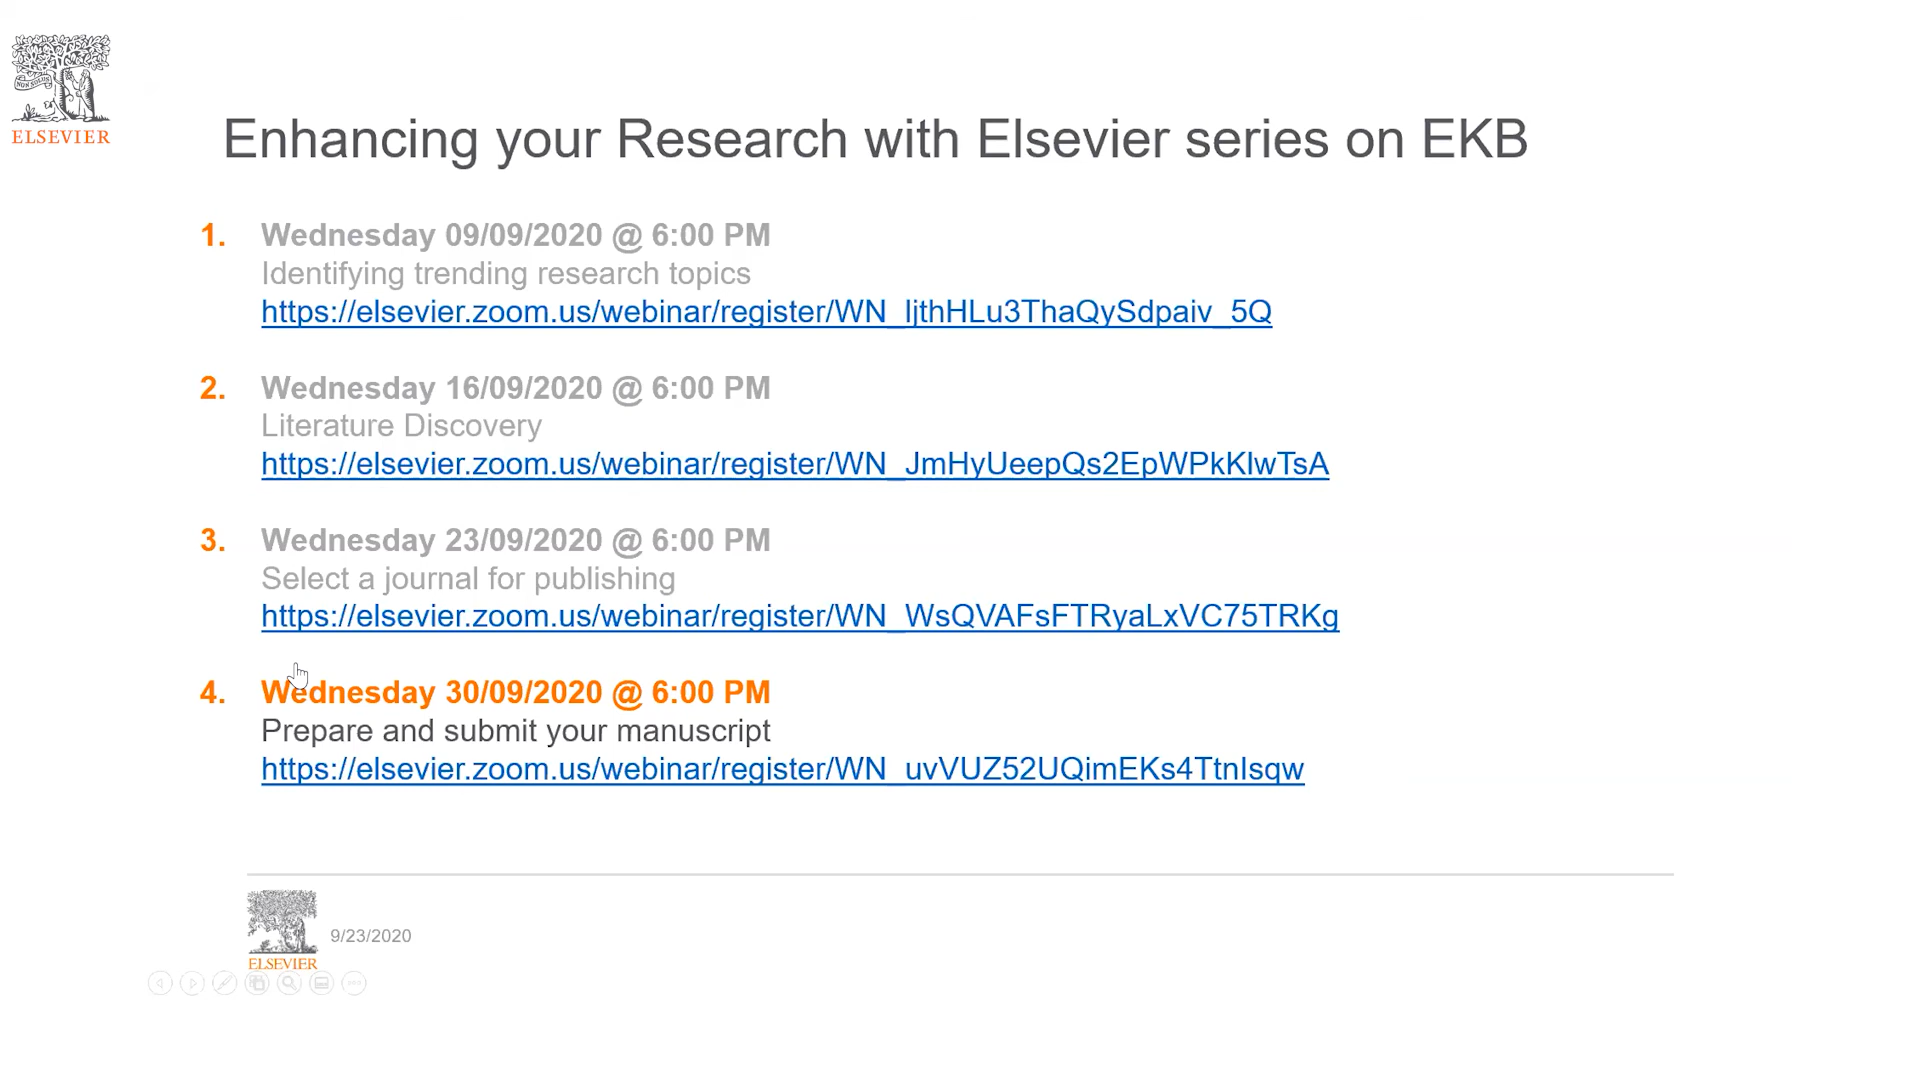 NON SOLUS
ELSEVIER
Enhancing your Research with Elsevier series on EKB
1. Wednesday 09/09/2020 @ 6:00 PM
Identifying trending research topics
https://elsevier.zoom.us/webinar/register/WN_ljthHLu3ThaQySdpaiv_5Q
2. Wednesday 16/09/2020 @ 6:00 PM
Literature Discovery
https://elsevier.zoom.us/webinar/register/WN_JmHyUeepQs2EpWPkKlwTsA
3. Wednesday 23/09/2020 @ 6:00 PM
Select a journal for publishing
https://elsevier.zoom.us/webinar/register/WN_WsQVAFsFTRyaLxVC75TRKg
4. Wednesday 30/09/2020 @ 6:00 PM
Prepare and submit your manuscript
https://elsevier.zoom.us/webinar/register/WN_uvVUZ52UQimEKs4TtnIsqw
9/23/2020
ELSEVIER